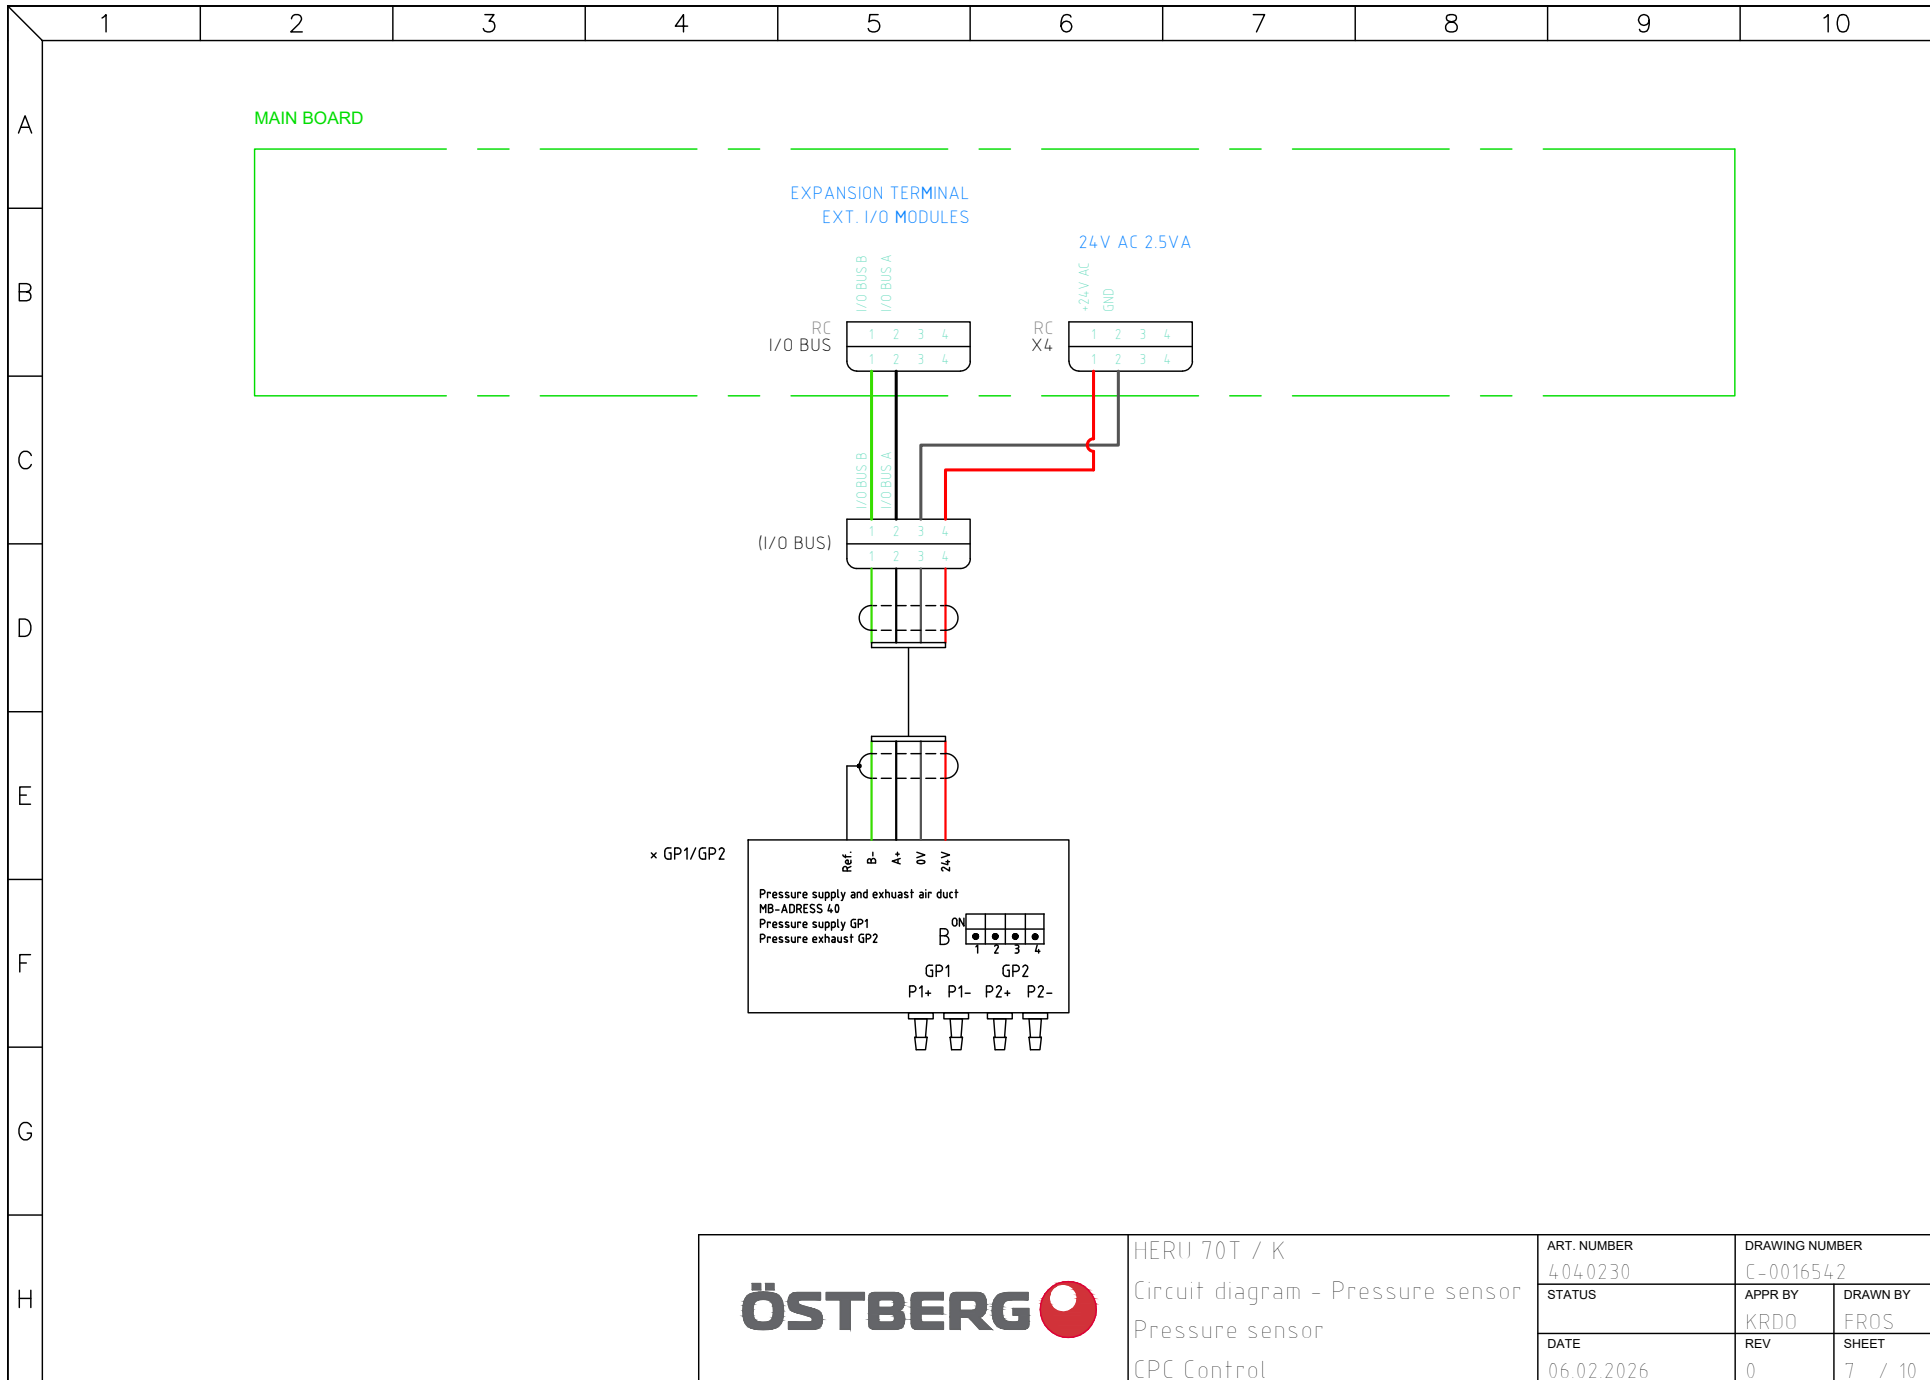 1 2 3 4 5 6 7 8 9 10
A
MAIN BOARD
EXPANSION TERMINAL
EXT. I/O MODULES
24V AC 2.5VA
B
I/O BUS B
I/O BUS A
+24V AC
GND
RC
I/O BUS
1 2 3 4
1 2 3 4
RC
X4
1 2 3 4
1 2 3 4
C
I/O BUS B
I/O BUS A
(I/O BUS)
1 2 3 4
1 2 3 4
D
E
× GP1/GP2
Ref.
B-
A+
0V
24V
Pressure supply and exhuast air duct
MB-ADRESS 40
Pressure supply GP1
Pressure exhaust GP2
ON
B
1 2 3 4
F
GP1 GP2
P1+ P1- P2+ P2-
G
H
ÖSTBERG
HERU 70T / K
Circuit diagram - Pressure sensor
Pressure sensor
CPC Control
ART. NUMBER
4040230
DRAWING NUMBER
C-0016542
STATUS
APPR BY
KRDO
DRAWN BY
FROS
DATE
06.02.2026
REV
0
SHEET
7 / 10